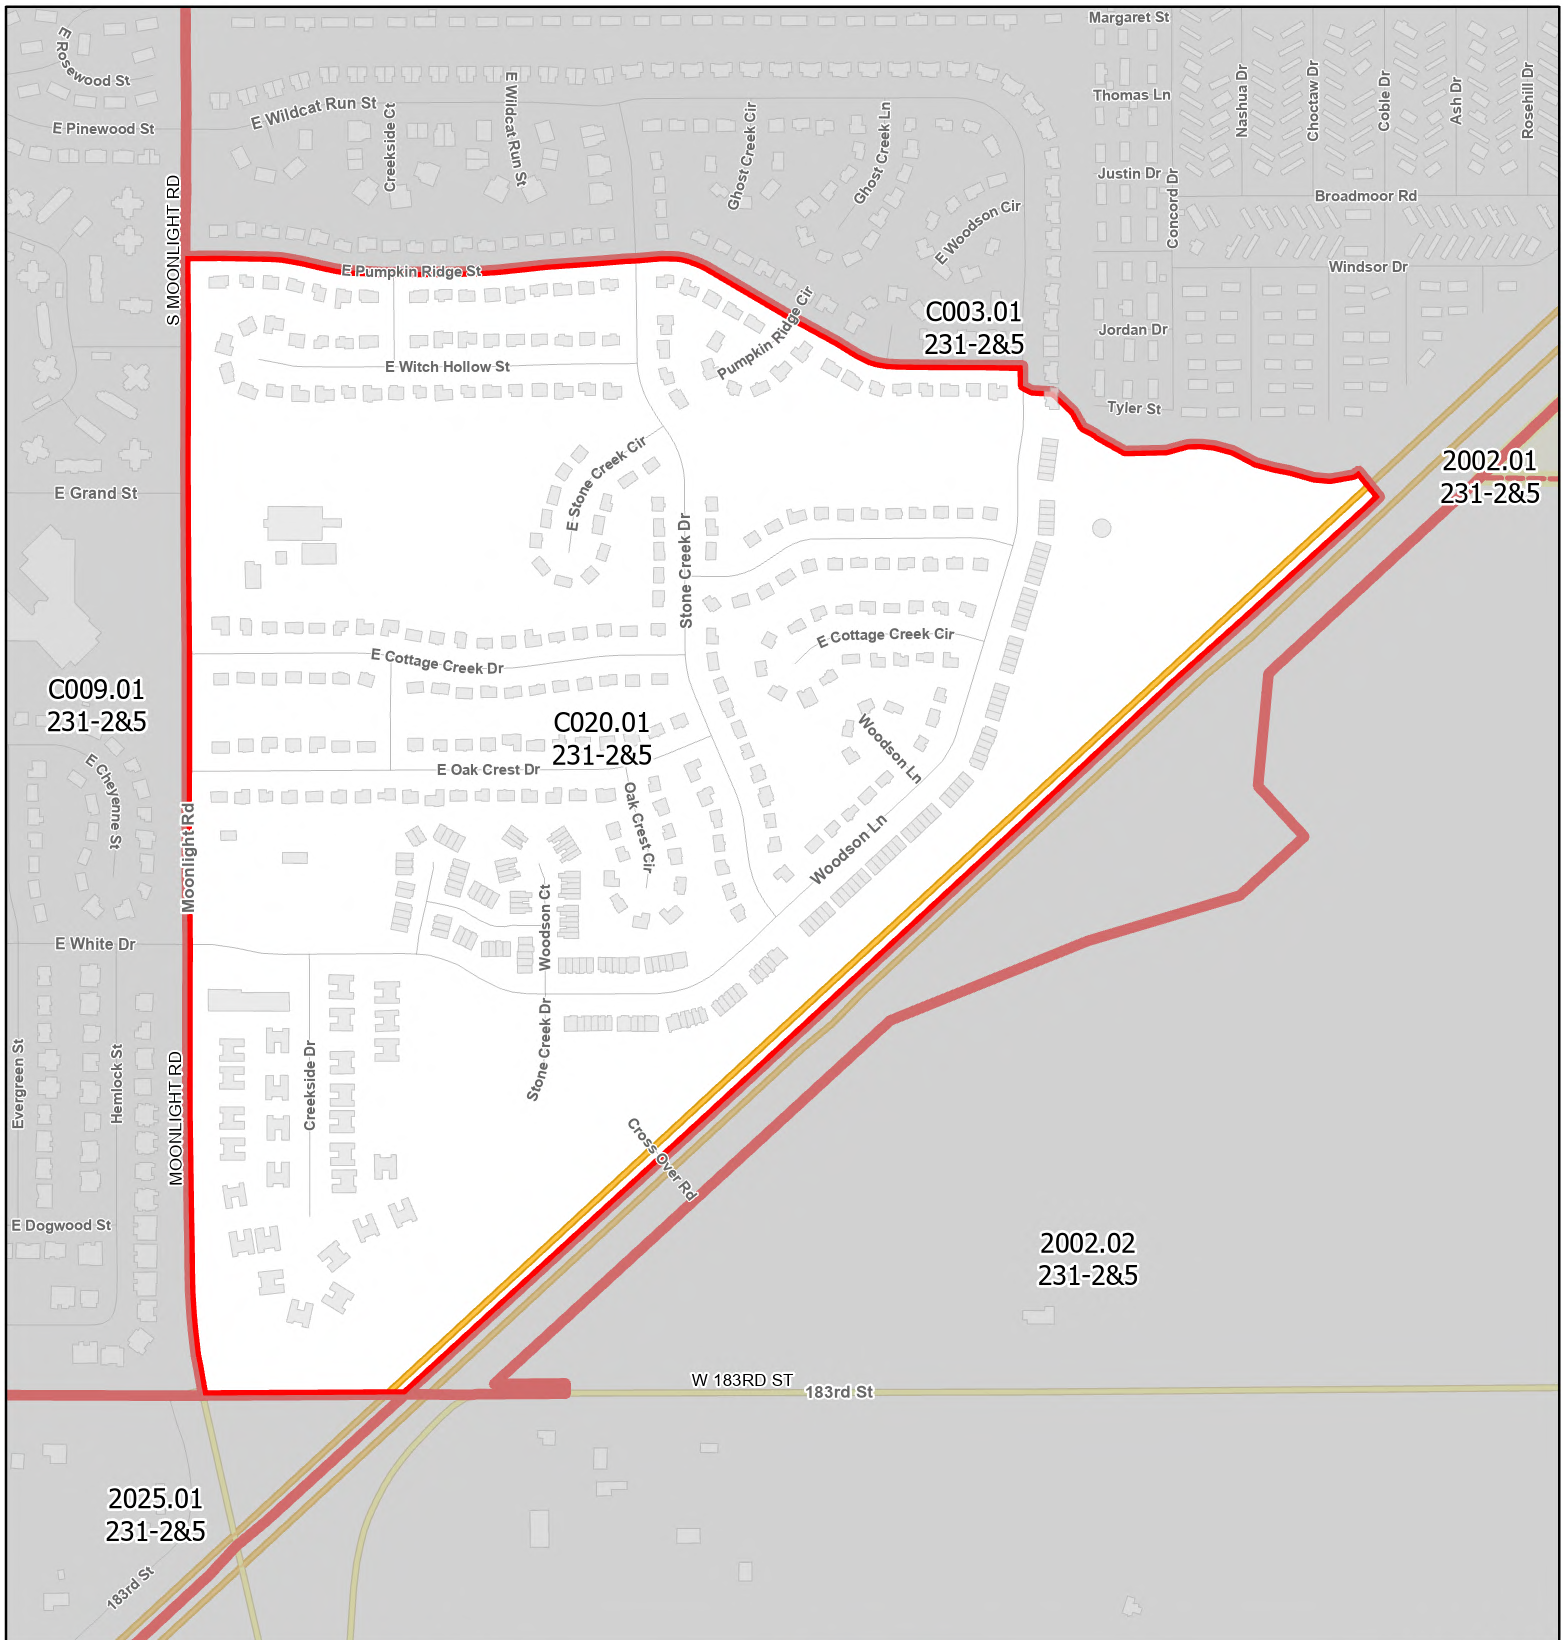 Margaret St
E Rosewood St
E Wildcat Run St
E Wildcat Run St
Thomas Ln
Nashua Dr
Choctaw Dr
Coble Dr
Ash Dr
Rosehill Dr
E Pinewood St
Creekside Ct
Ghost Creek Cir
Ghost Creek Ln
Justin Dr
Concord Dr
Broadmoor Rd
E Woodson Cir
S MOONLIGHT RD
E Pumpkin Ridge St
Windsor Dr
Pumpkin Ridge Cir
C003.01
231-2&5
Jordan Dr
E Witch Hollow St
Tyler St
E Stone Creek Cir
2002.01
231-2&5
E Grand St
Stone Creek Dr
E Cottage Creek Cir
E Cottage Creek Dr
C009.01
231-2&5
C020.01
231-2&5
Woodson Ln
E Oak Crest Dr
E Cheyenne St
Oak Crest Cir
Moonlight Rd
Woodson Ln
Woodson Ct
E White Dr
Stone Creek Dr
Evergreen St
Hemlock St
MOONLIGHT RD
Creekside Dr
Cross Over Rd
E Dogwood St
2002.02
231-2&5
W 183RD ST
183rd St
2025.01
231-2&5
183rd St